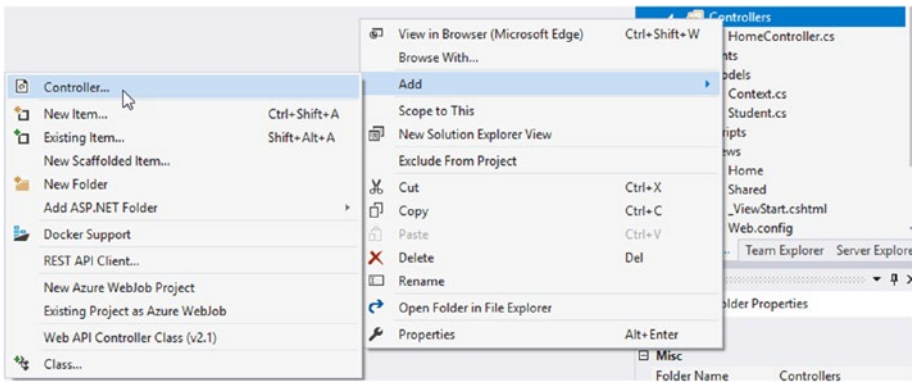 Controller...
New Item... Ctrl+Shift+A
Existing Item... Shift+Alt+A
New Scaffolded Item...
New Folder
Add ASP.NET Folder
Docker Support
REST API Client...
New Azure WebJob Project
Existing Project as Azure WebJob
Web API Controller Class (v2.1)
Class...
View in Browser (Microsoft Edge) Ctrl+Shift+W
Browse With...
Add
Scope to This
New Solution Explorer View
Exclude From Project
Cut Ctrl+X
Copy Ctrl+C
Paste Ctrl+V
Delete Del
Rename
Open Folder in File Explorer
Properties Alt+Enter
Controllers
HomeController.cs
nts
odels
Context.cs
Student.cs
ripts
ews
Home
Shared
_ViewStart.cshtml
Web.config
Team Explorer Server Explore
older Properties
Misc
Folder Name Controllers